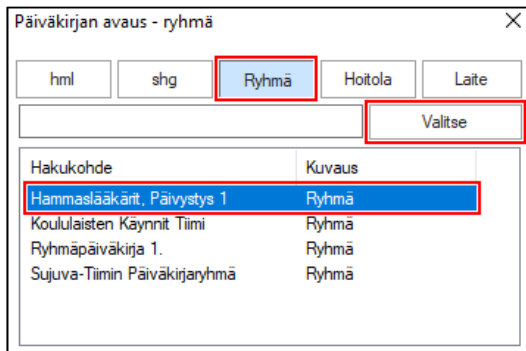 Päiväkirjan avaus - ryhmä
hml shg Ryhmä Hoitola Laite
Valitse
Hakukohde Kuvaus
Hammaslääkärit, Päivystys 1 Ryhmä
Koululaisten Käynnit Tiimi Ryhmä
Ryhmäpäiväkirja 1. Ryhmä
Sujuva-Tiimin Päiväkirjaryhmä Ryhmä